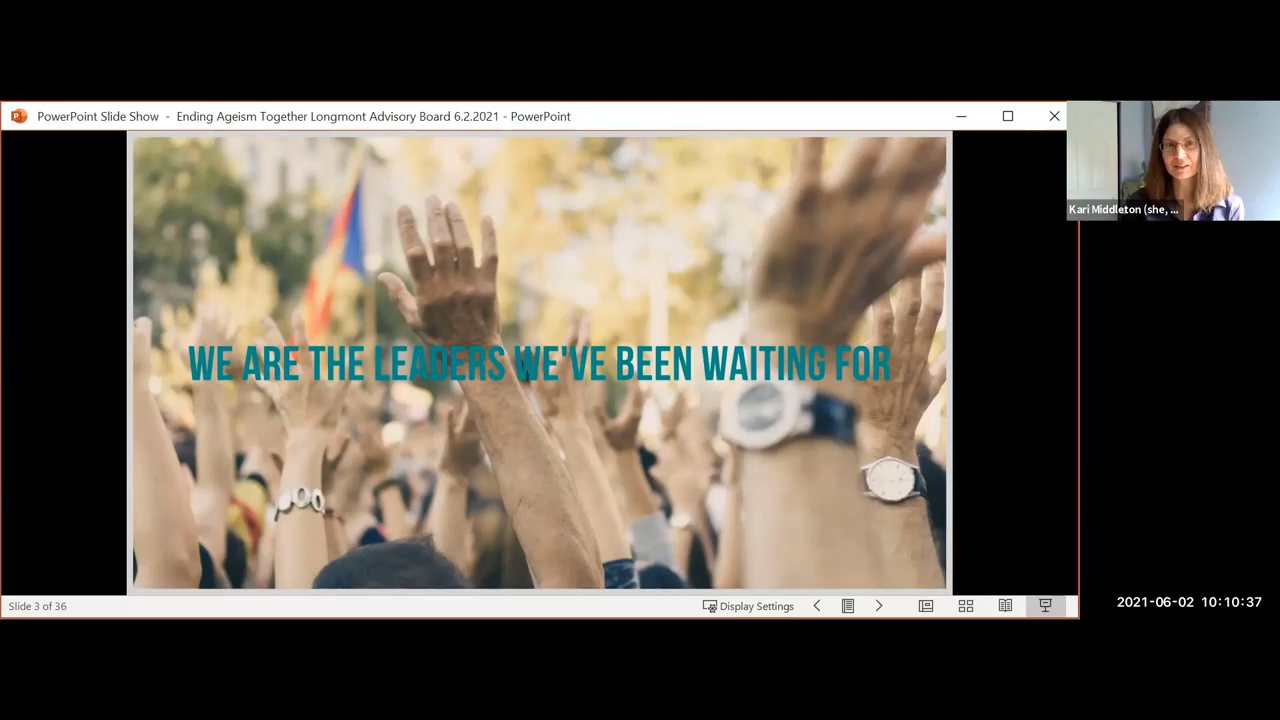 PowerPoint Slide Show - Ending Ageism Together Longmont Advisory Board 6.2.2021 - PowerPoint
Kari Middleton (she, ...
WE ARE THE LEADERS WE'VE BEEN WAITING FOR
Slide 3 of 36
Display Settings
2021-06-02 10:10:37